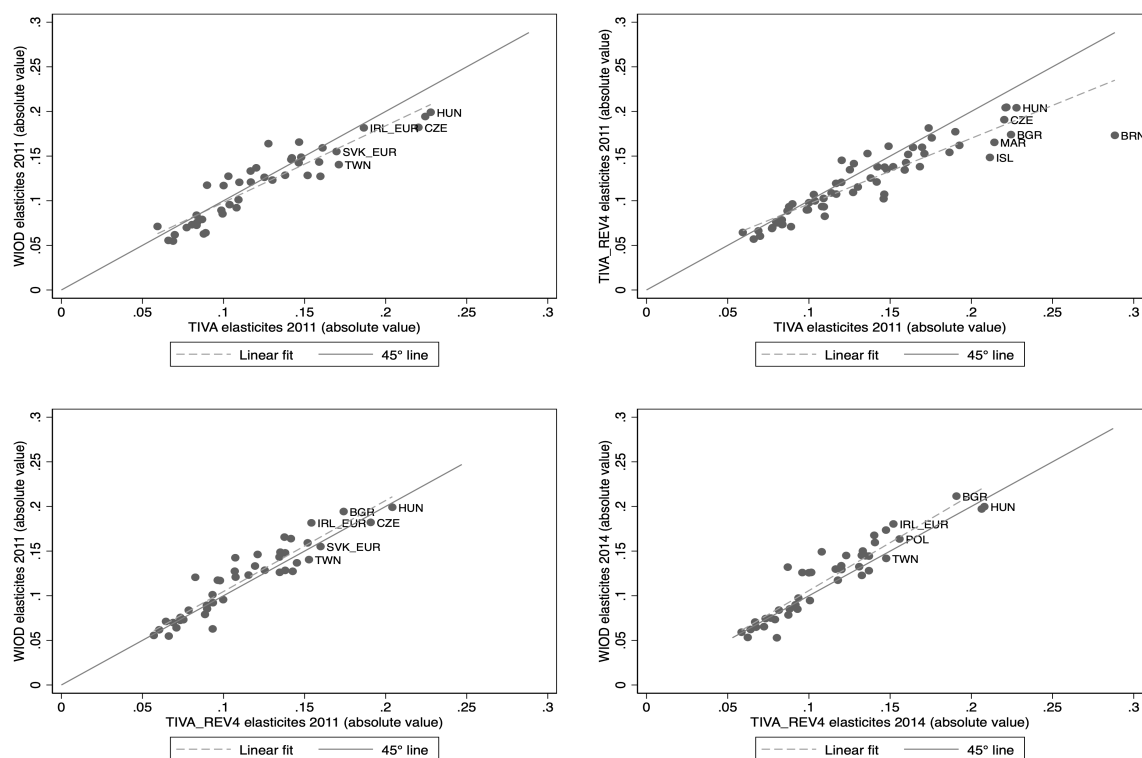 WIOD elasticites 2011 (absolute value)
0 .05 .1 .15 .2 .25 .3
HUN
IRL_EUR CZE
SVK_EUR
TWN
0 .05 .1 .15 .2 .25 .3
TIVA elasticites 2011 (absolute value)
Linear fit 45° line
TIVA_REV4 elasticites 2011 (absolute value)
0 .05 .1 .15 .2 .25 .3
HUN
CZE
BGR BRN
MAR
ISL
0 .05 .1 .15 .2 .25 .3
TIVA elasticites 2011 (absolute value)
Linear fit 45° line
WIOD elasticites 2011 (absolute value)
0 .05 .1 .15 .2 .25 .3
BGR HUN
IRL_EUR CZE
SVK_EUR
TWN
0 .05 .1 .15 .2 .25 .3
TIVA_REV4 elasticites 2011 (absolute value)
Linear fit 45° line
WIOD elasticites 2014 (absolute value)
0 .05 .1 .15 .2 .25 .3
BGR
HUN
IRL_EUR
POL
TWN
0 .05 .1 .15 .2 .25 .3
TIVA_REV4 elasticites 2014 (absolute value)
Linear fit 45° line